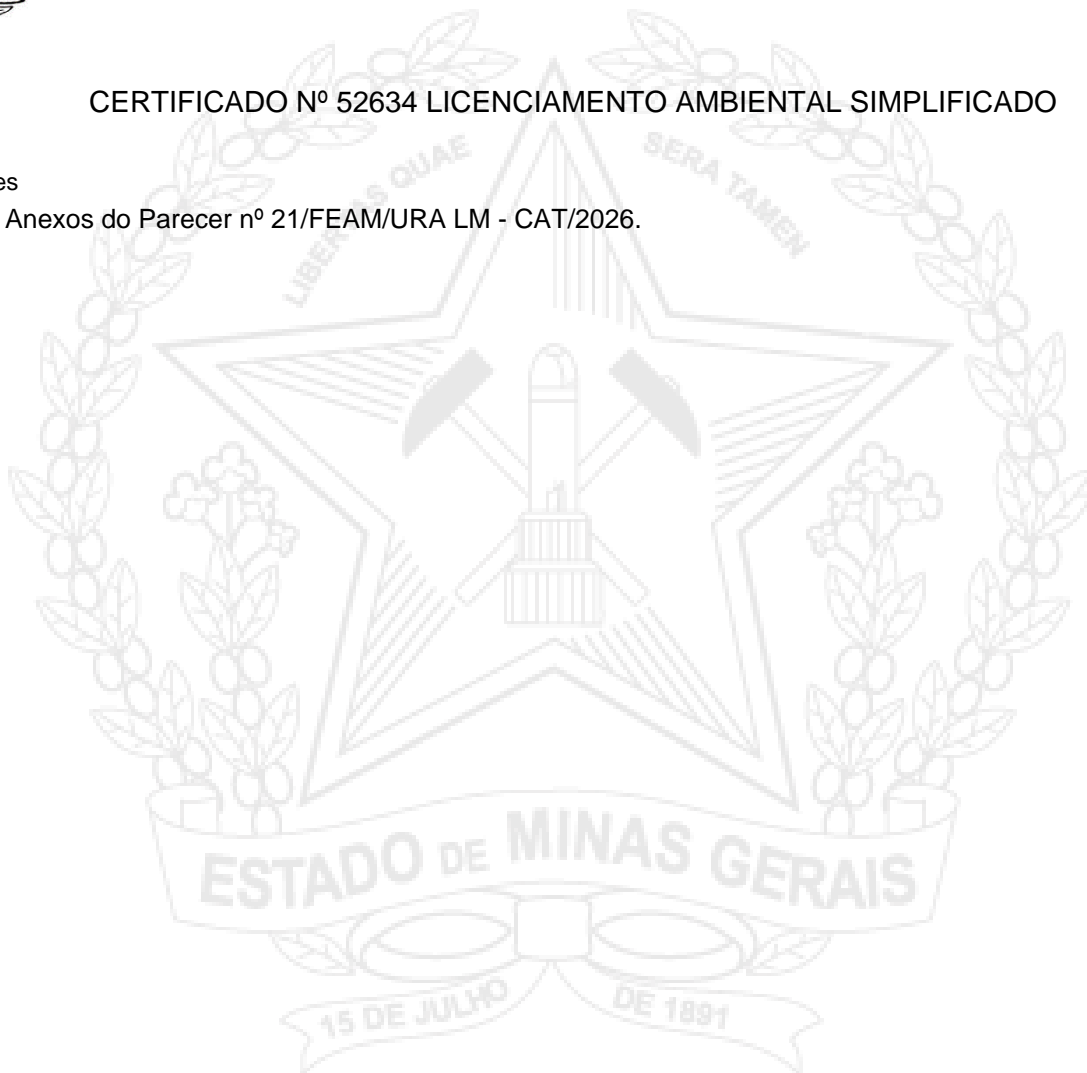 CERTIFICADO Nº 52634 LICENCIAMENTO AMBIENTAL SIMPLIFICADO
es
Anexos do Parecer nº 21/FEAM/URA LM - CAT/2026.
LIBERTAS QUAE SERA TAMEN
ESTADO DE MINAS GERAIS
15 DE JULHO DE 1891